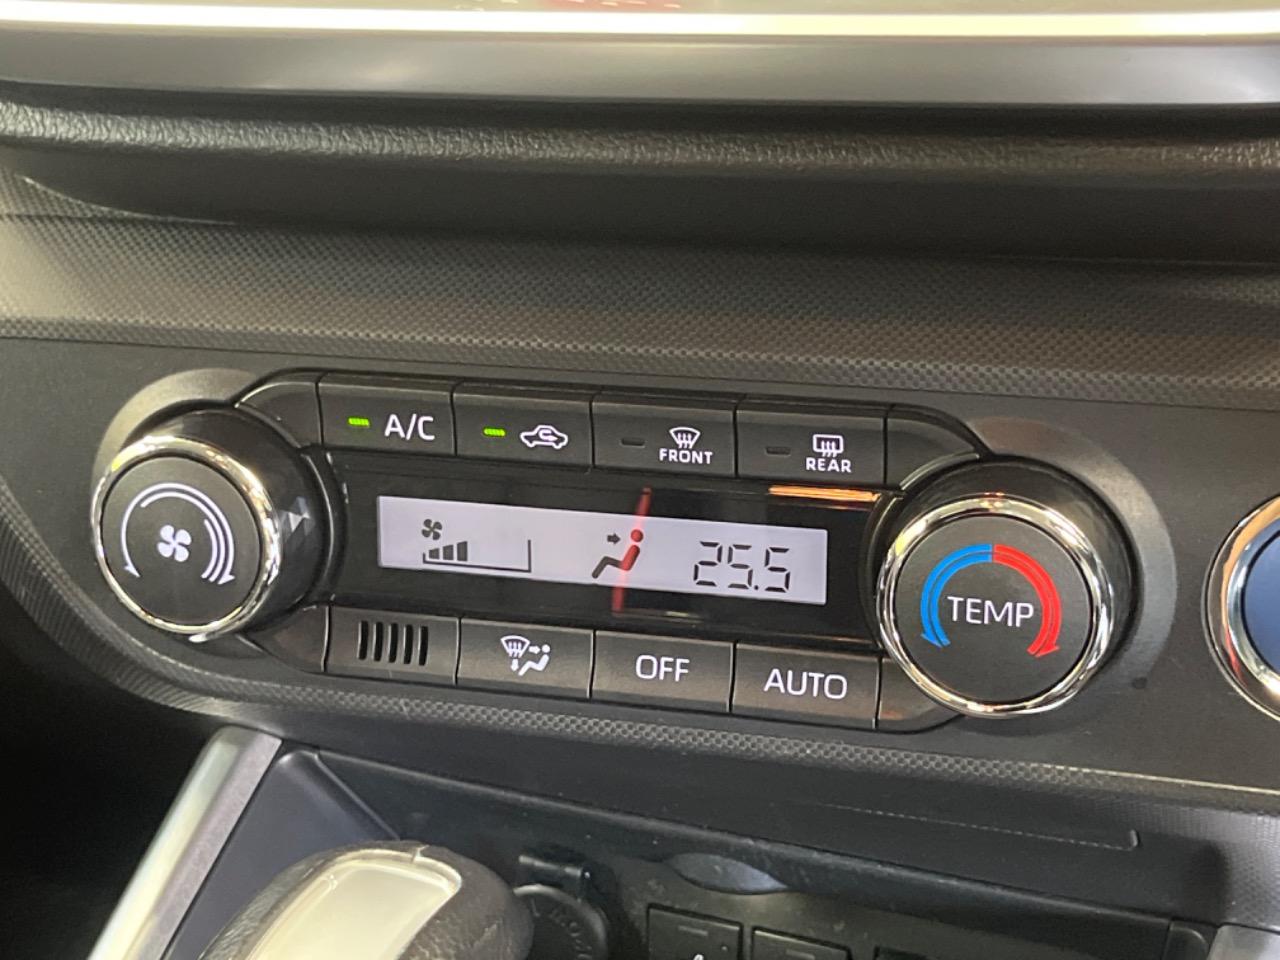 A/C
FRONT
REAR
25.5
TEMP
OFF
AUTO